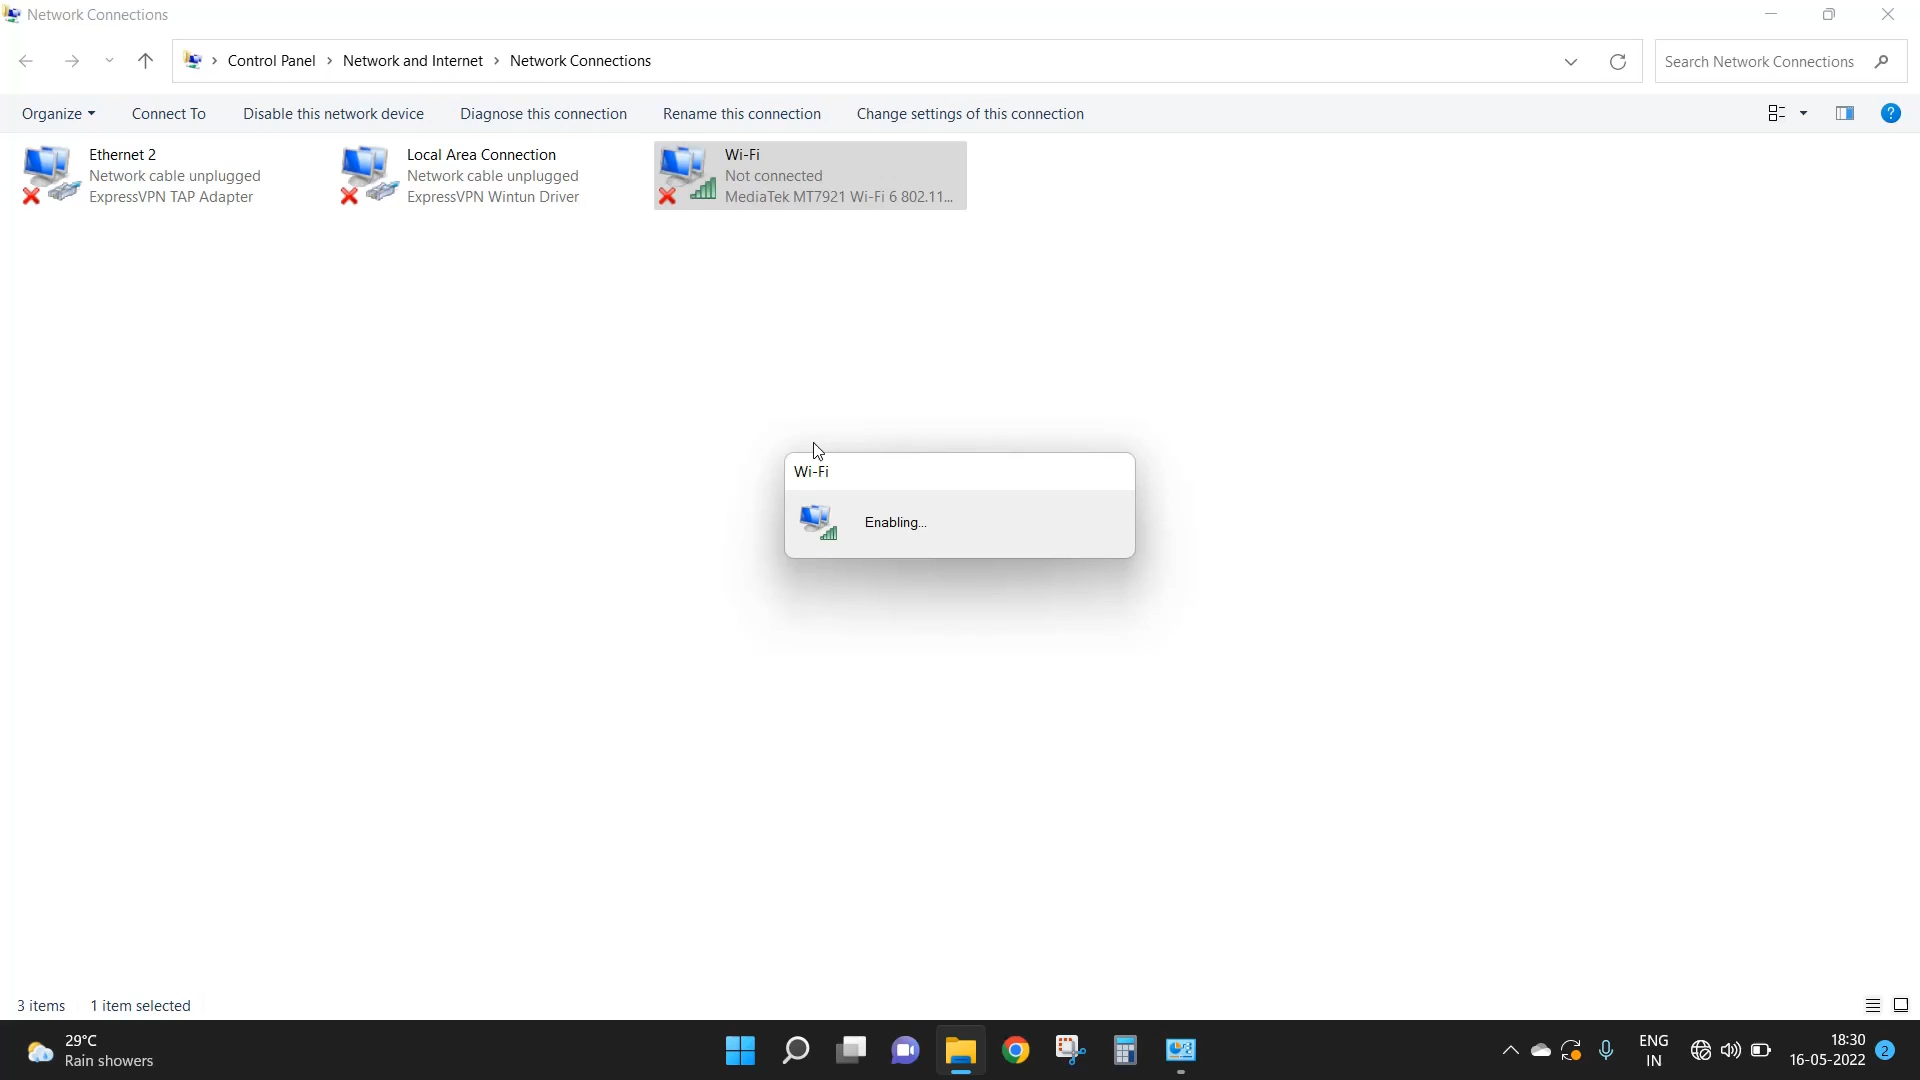 Network Connections
Control Panel > Network and Internet > Network Connections
Search Network Connections
Organize Connect To Disable this network device Diagnose this connection Rename this connection Change settings of this connection ?
Ethernet 2
Network cable unplugged
ExpressVPN TAP Adapter
Local Area Connection
Network cable unplugged
ExpressVPN Wintun Driver
Wi-Fi
Not connected
MediaTek MT7921 Wi-Fi 6 802.11...
Wi-Fi
Enabling...
3 items 1 item selected
29°C
Rain showers
ENG
IN
18:30
16-05-2022
2